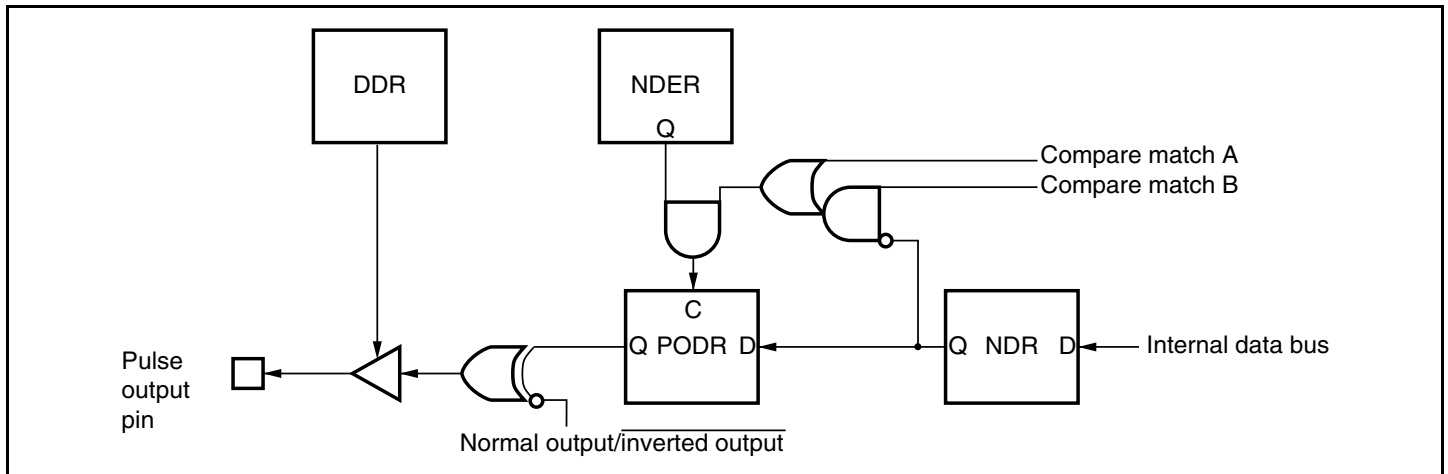 DDR
NDER
Q
Compare match A
Compare match B
C
Q PODR D
Q NDR D
Internal data bus
Pulse
output
pin
Normal output/inverted output